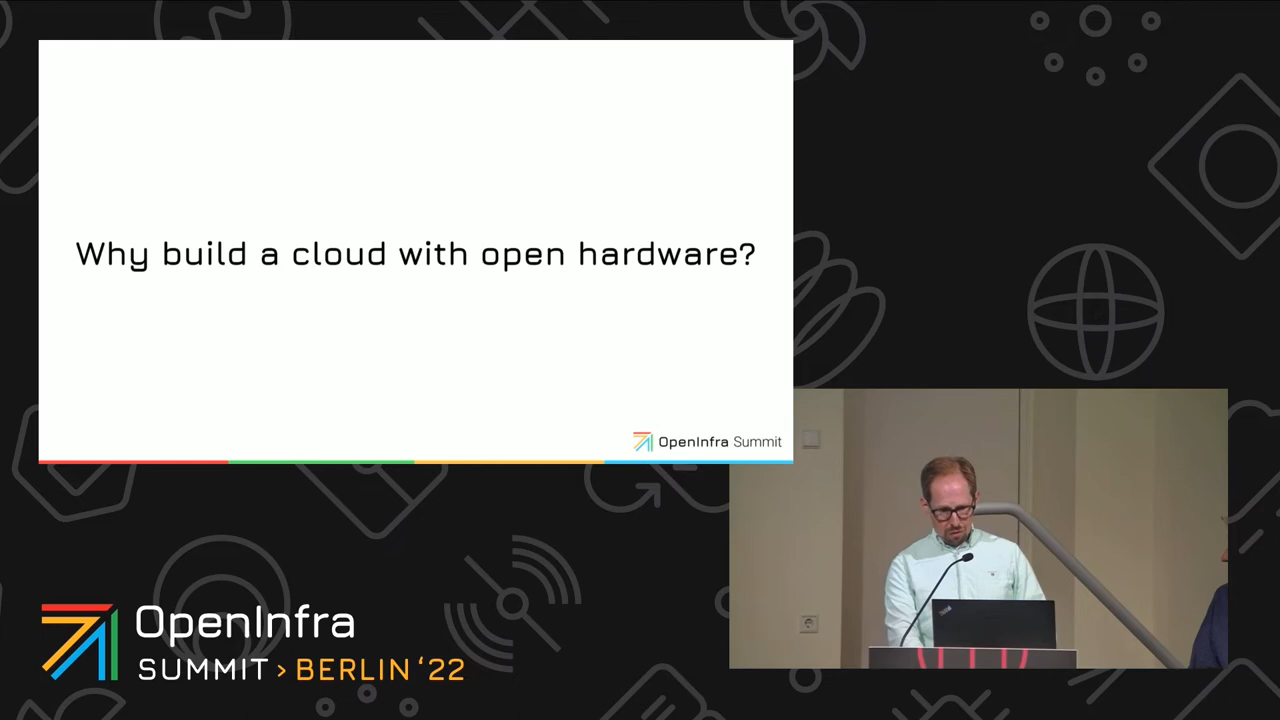 Why build a cloud with open hardware?
OpenInfra Summit
OpenInfra
SUMMIT > BERLIN ‘22